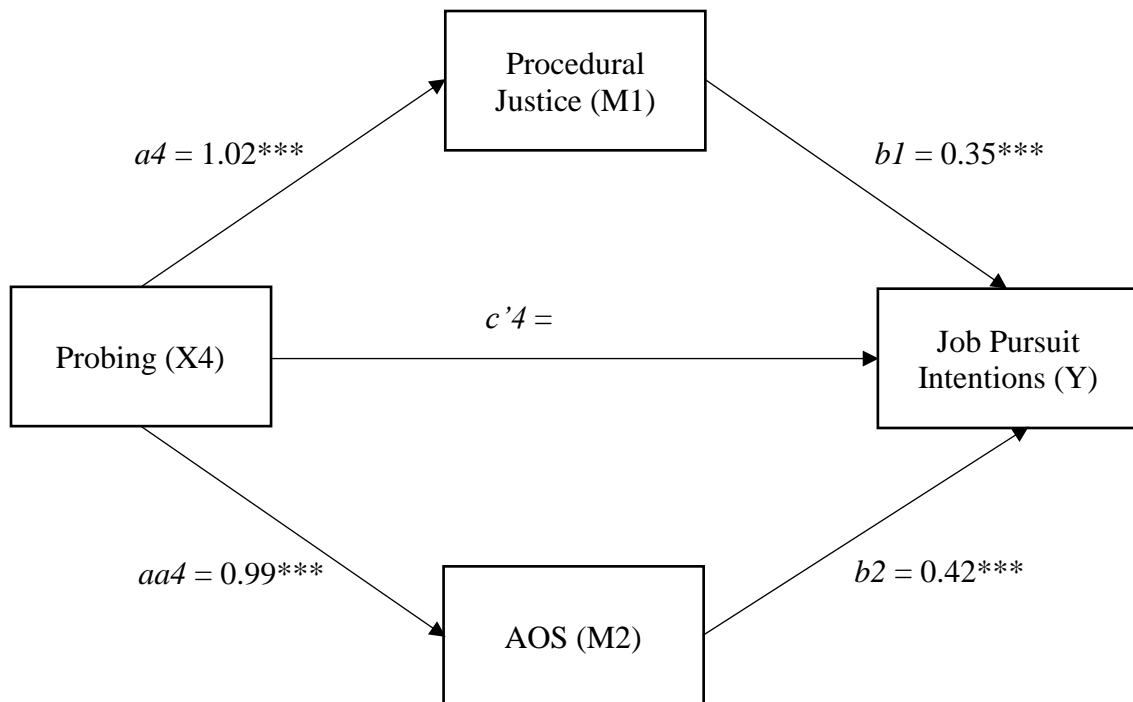 Procedural
Justice (M1)
a4 = 1.02***
b1 = 0.35***
c’4 =
Probing (X4)
Job Pursuit
Intentions (Y)
aa4 = 0.99***
b2 = 0.42***
AOS (M2)